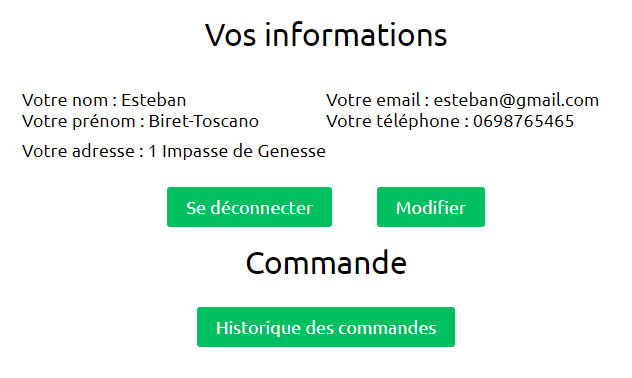 Vos informations
Votre nom : Esteban
Votre prénom : Biret-Toscano
Votre email : esteban@gmail.com
Votre téléphone : 0698765465
Votre adresse : 1 Impasse de Genesse
Se déconnecter
Modifier
Commande
Historique des commandes